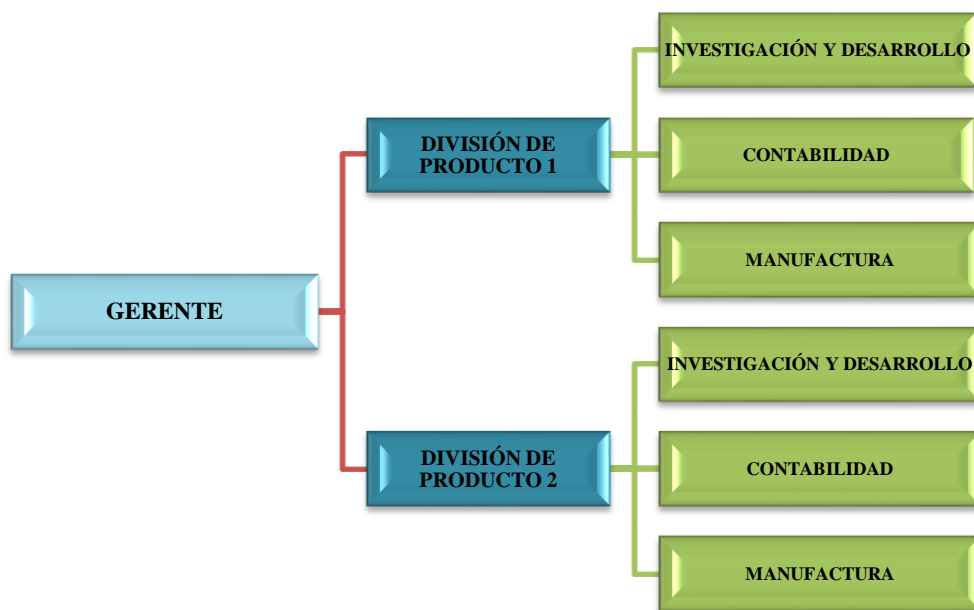 GERENTE
DIVISIÓN DE
PRODUCTO 1
INVESTIGACIÓN Y DESARROLLO
CONTABILIDAD
MANUFACTURA
DIVISIÓN DE
PRODUCTO 2
INVESTIGACIÓN Y DESARROLLO
CONTABILIDAD
MANUFACTURA